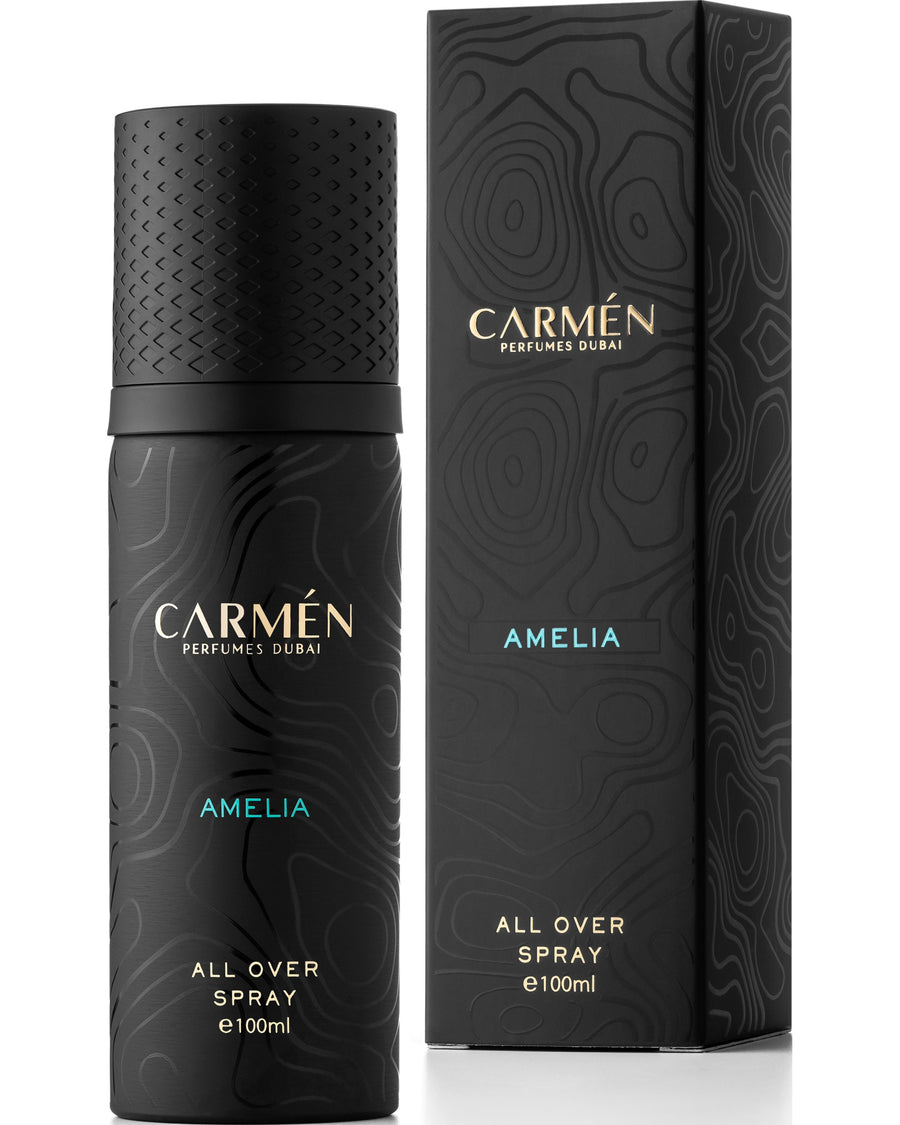 CARMÉN
PERFUMES DUBAI
AMELIA
ALL OVER
SPRAY
℮100ml
CARMÉN
PERFUMES DUBAI
AMELIA
ALL OVER
SPRAY
℮100ml